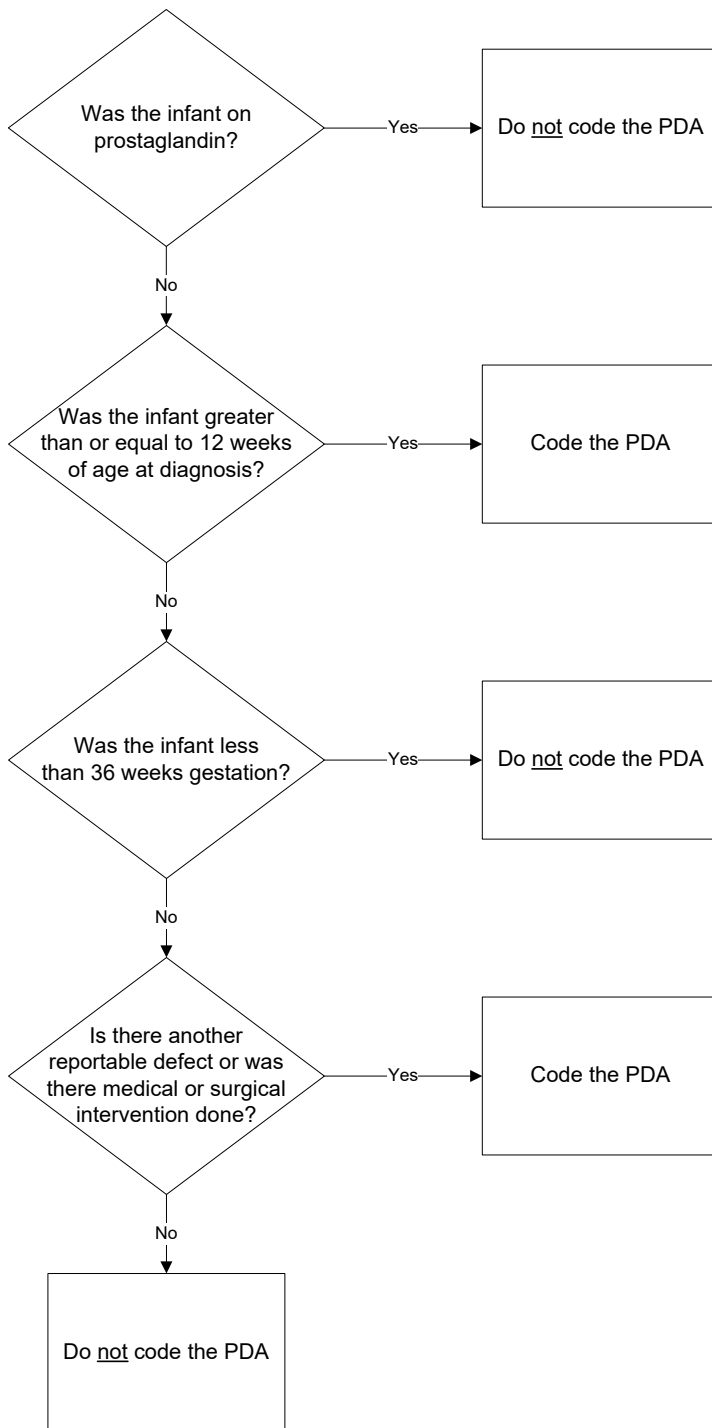 Was the infant on
prostaglandin?
Yes
Do not code the PDA
No
Was the infant greater
than or equal to 12 weeks
of age at diagnosis?
Yes
Code the PDA
No
Was the infant less
than 36 weeks gestation?
Yes
Do not code the PDA
No
Is there another
reportable defect or was
there medical or surgical
intervention done?
Yes
Code the PDA
No
Do not code the PDA